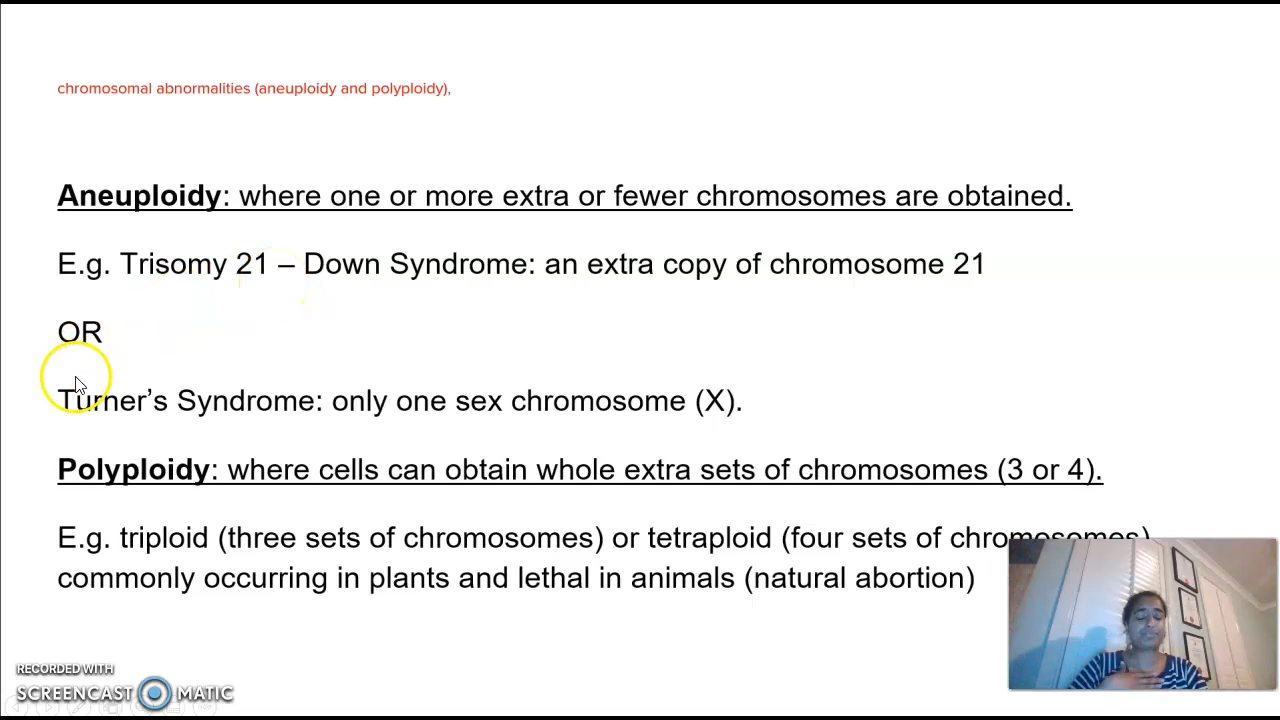 chromosomal abnormalities (aneuploidy and polyploidy),
Aneuploidy: where one or more extra or fewer chromosomes are obtained.
E.g. Trisomy 21 – Down Syndrome: an extra copy of chromosome 21
OR
Turner’s Syndrome: only one sex chromosome (X).
Polyploidy: where cells can obtain whole extra sets of chromosomes (3 or 4).
E.g. triploid (three sets of chromosomes) or tetraploid (four sets of chromosomes)
commonly occurring in plants and lethal in animals (natural abortion)
RECORDED WITH
SCREENCAST MATIC